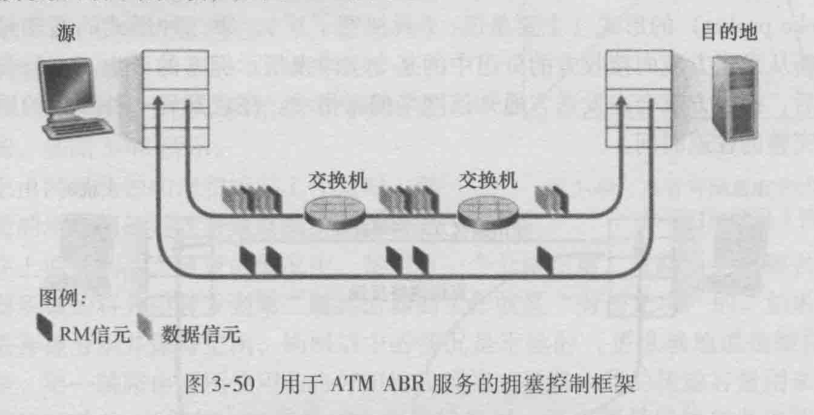 源
目的地
交换机
交换机
图例：
RM信元
数据信元
图 3-50 用于 ATM ABR 服务的拥塞控制框架